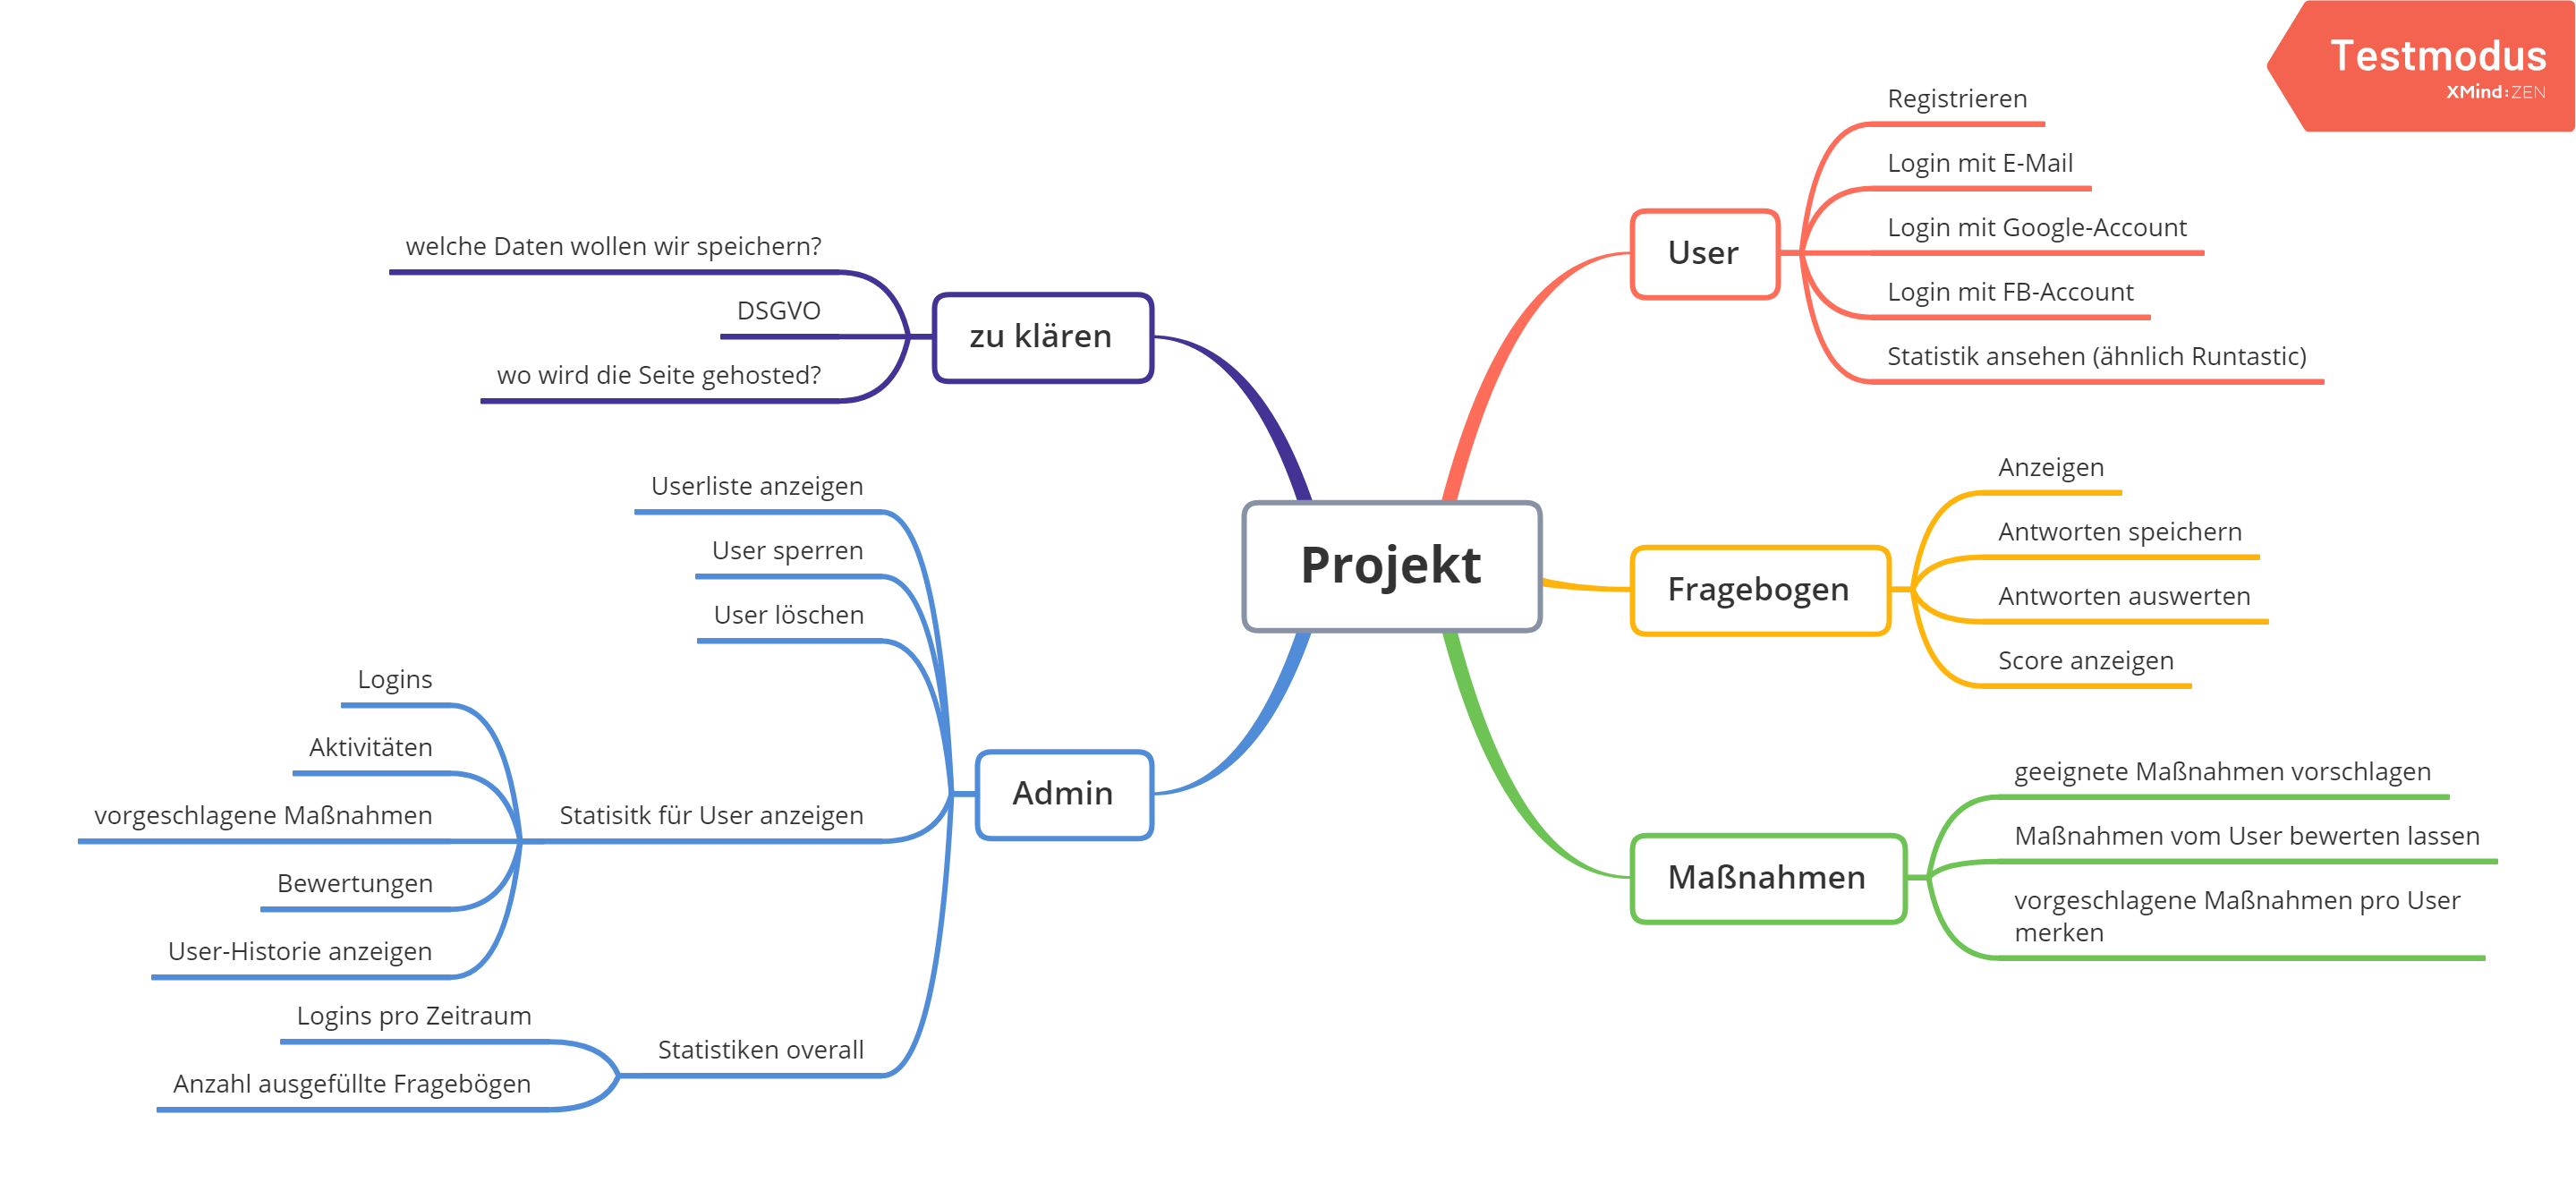 Testmodus
XMind:ZEN
Projekt
User
Registrieren
Login mit E-Mail
Login mit Google-Account
Login mit FB-Account
Statistik ansehen (ähnlich Runtastic)
Fragebogen
Anzeigen
Antworten speichern
Antworten auswerten
Score anzeigen
Maßnahmen
geeignete Maßnahmen vorschlagen
Maßnahmen vom User bewerten lassen
vorgeschlagene Maßnahmen pro User
merken
zu klären
welche Daten wollen wir speichern?
DSGVO
wo wird die Seite gehosted?
Admin
Userliste anzeigen
User sperren
User löschen
Statisitk für User anzeigen
Logins
Aktivitäten
vorgeschlagene Maßnahmen
Bewertungen
User-Historie anzeigen
Statistiken overall
Logins pro Zeitraum
Anzahl ausgefüllte Fragebögen